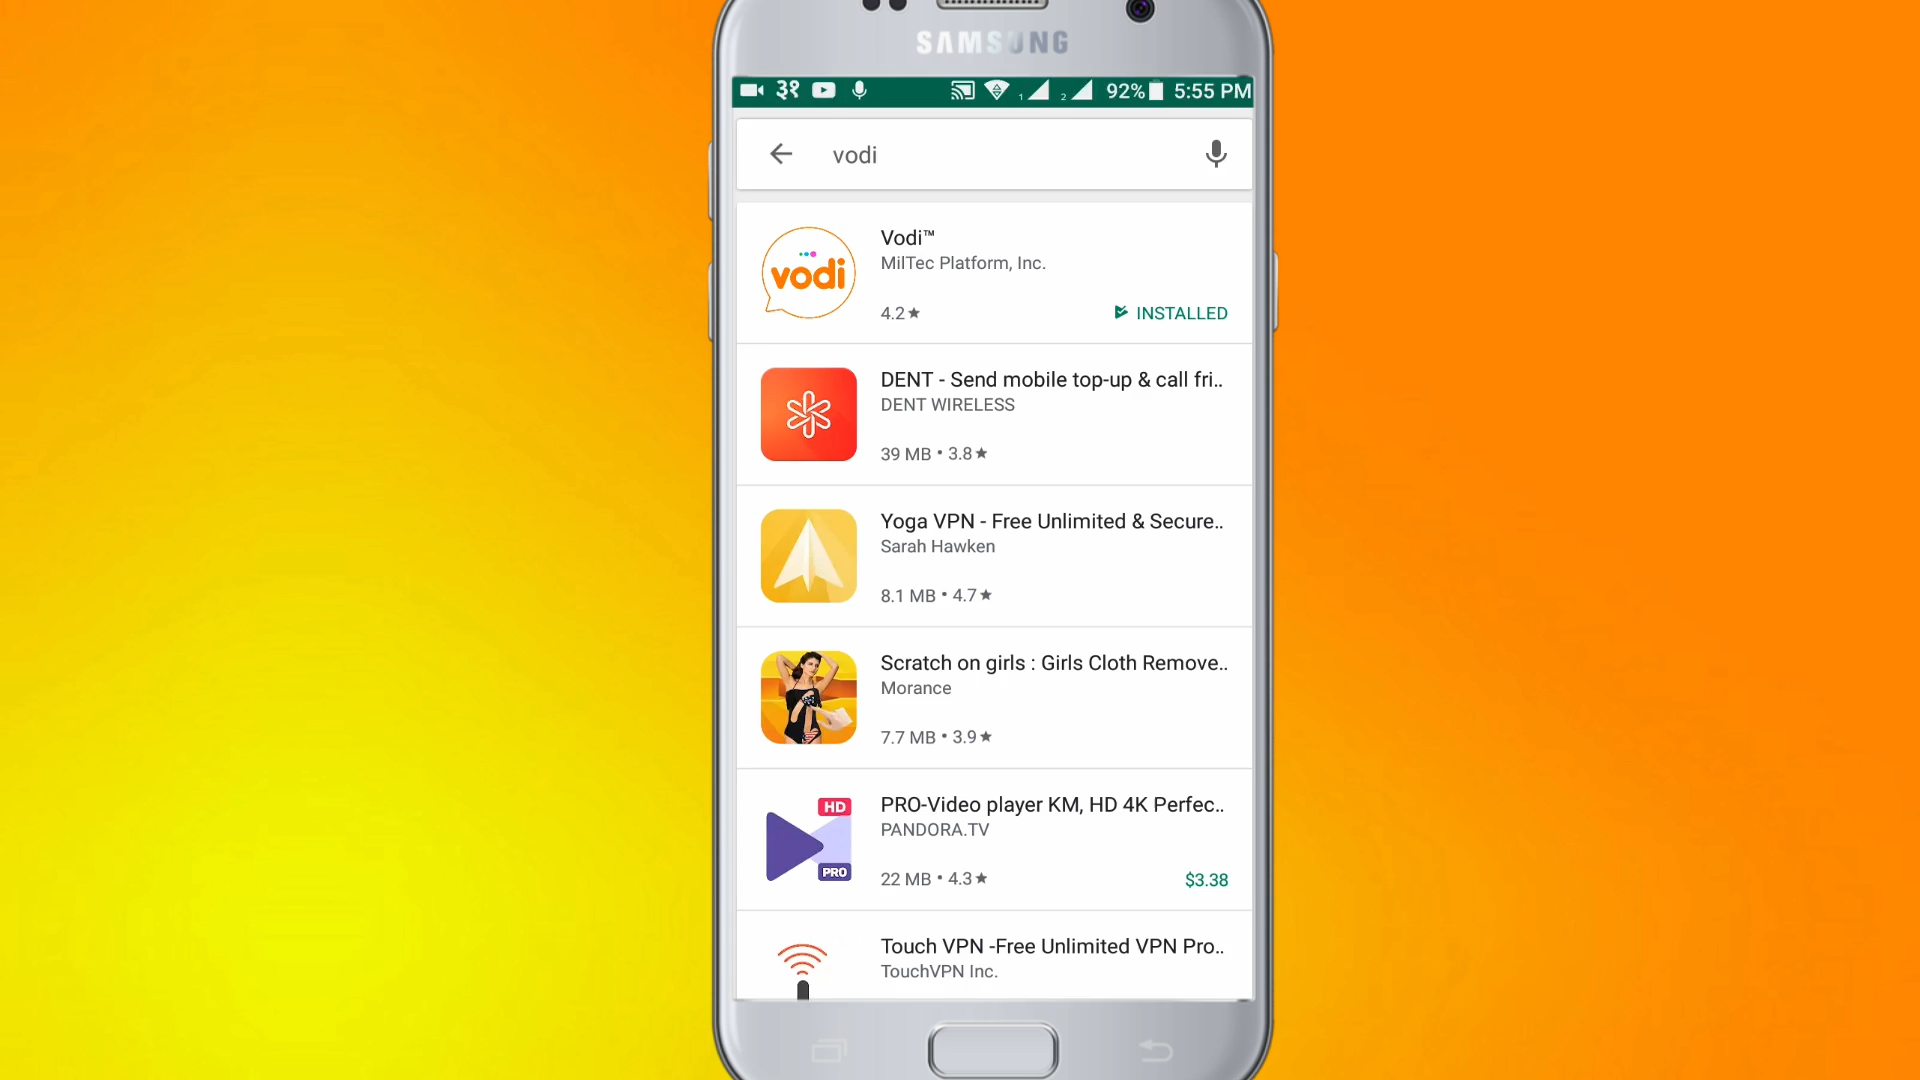 SAMSUNG
३१ 1 2 92% 5:55 PM
vodi
vodi
Vodi™
MilTec Platform, Inc.
4.2★ INSTALLED
DENT - Send mobile top-up & call fri..
DENT WIRELESS
39 MB • 3.8★
Yoga VPN - Free Unlimited & Secure..
Sarah Hawken
8.1 MB • 4.7★
Scratch on girls : Girls Cloth Remove..
Morance
7.7 MB • 3.9★
HD
PRO
PRO-Video player KM, HD 4K Perfec..
PANDORA.TV
22 MB • 4.3★ $3.38
Touch VPN -Free Unlimited VPN Pro..
TouchVPN Inc.